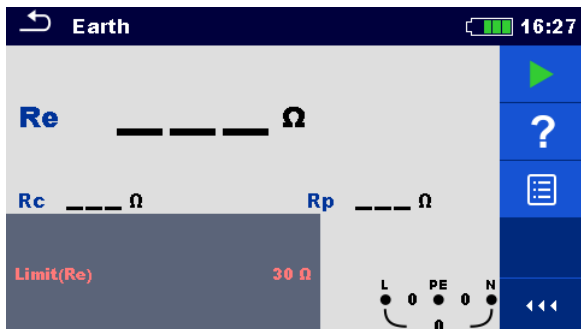 Earth 16:27
Re ___ Ω
?
Rc ___ Ω Rp ___ Ω
Limit(Re) 30 Ω
L PE N
0 0
0